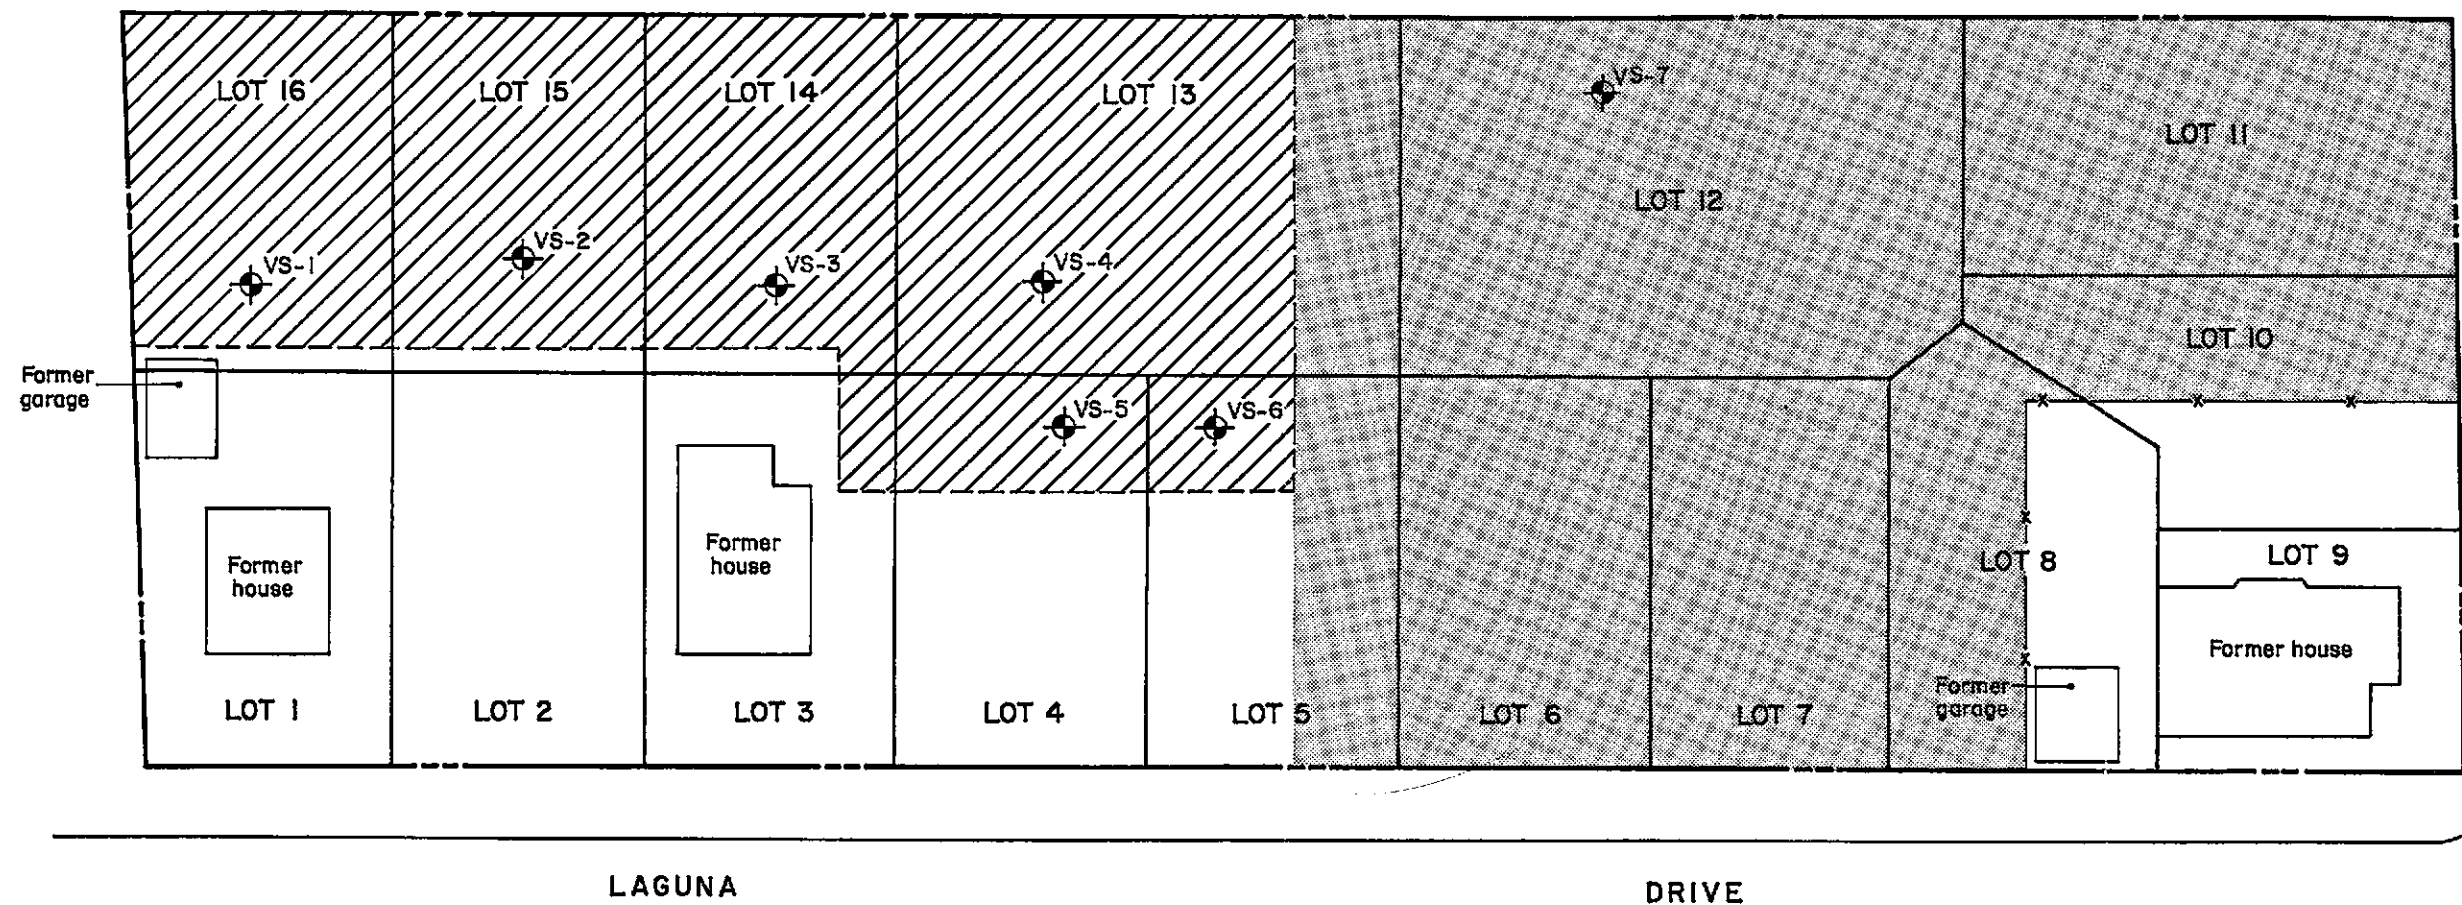 LOT 16
LOT 15
LOT 14
LOT 13
VS-7
LOT 11
LOT 12
VS-1
VS-2
VS-3
VS-4
LOT 10
Former
garage
VS-5
VS-6
Former
house
Former
house
LOT 8
LOT 9
Former house
Former
garage
LOT 1
LOT 2
LOT 3
LOT 4
LOT 5
LOT 6
LOT 7
LAGUNA DRIVE